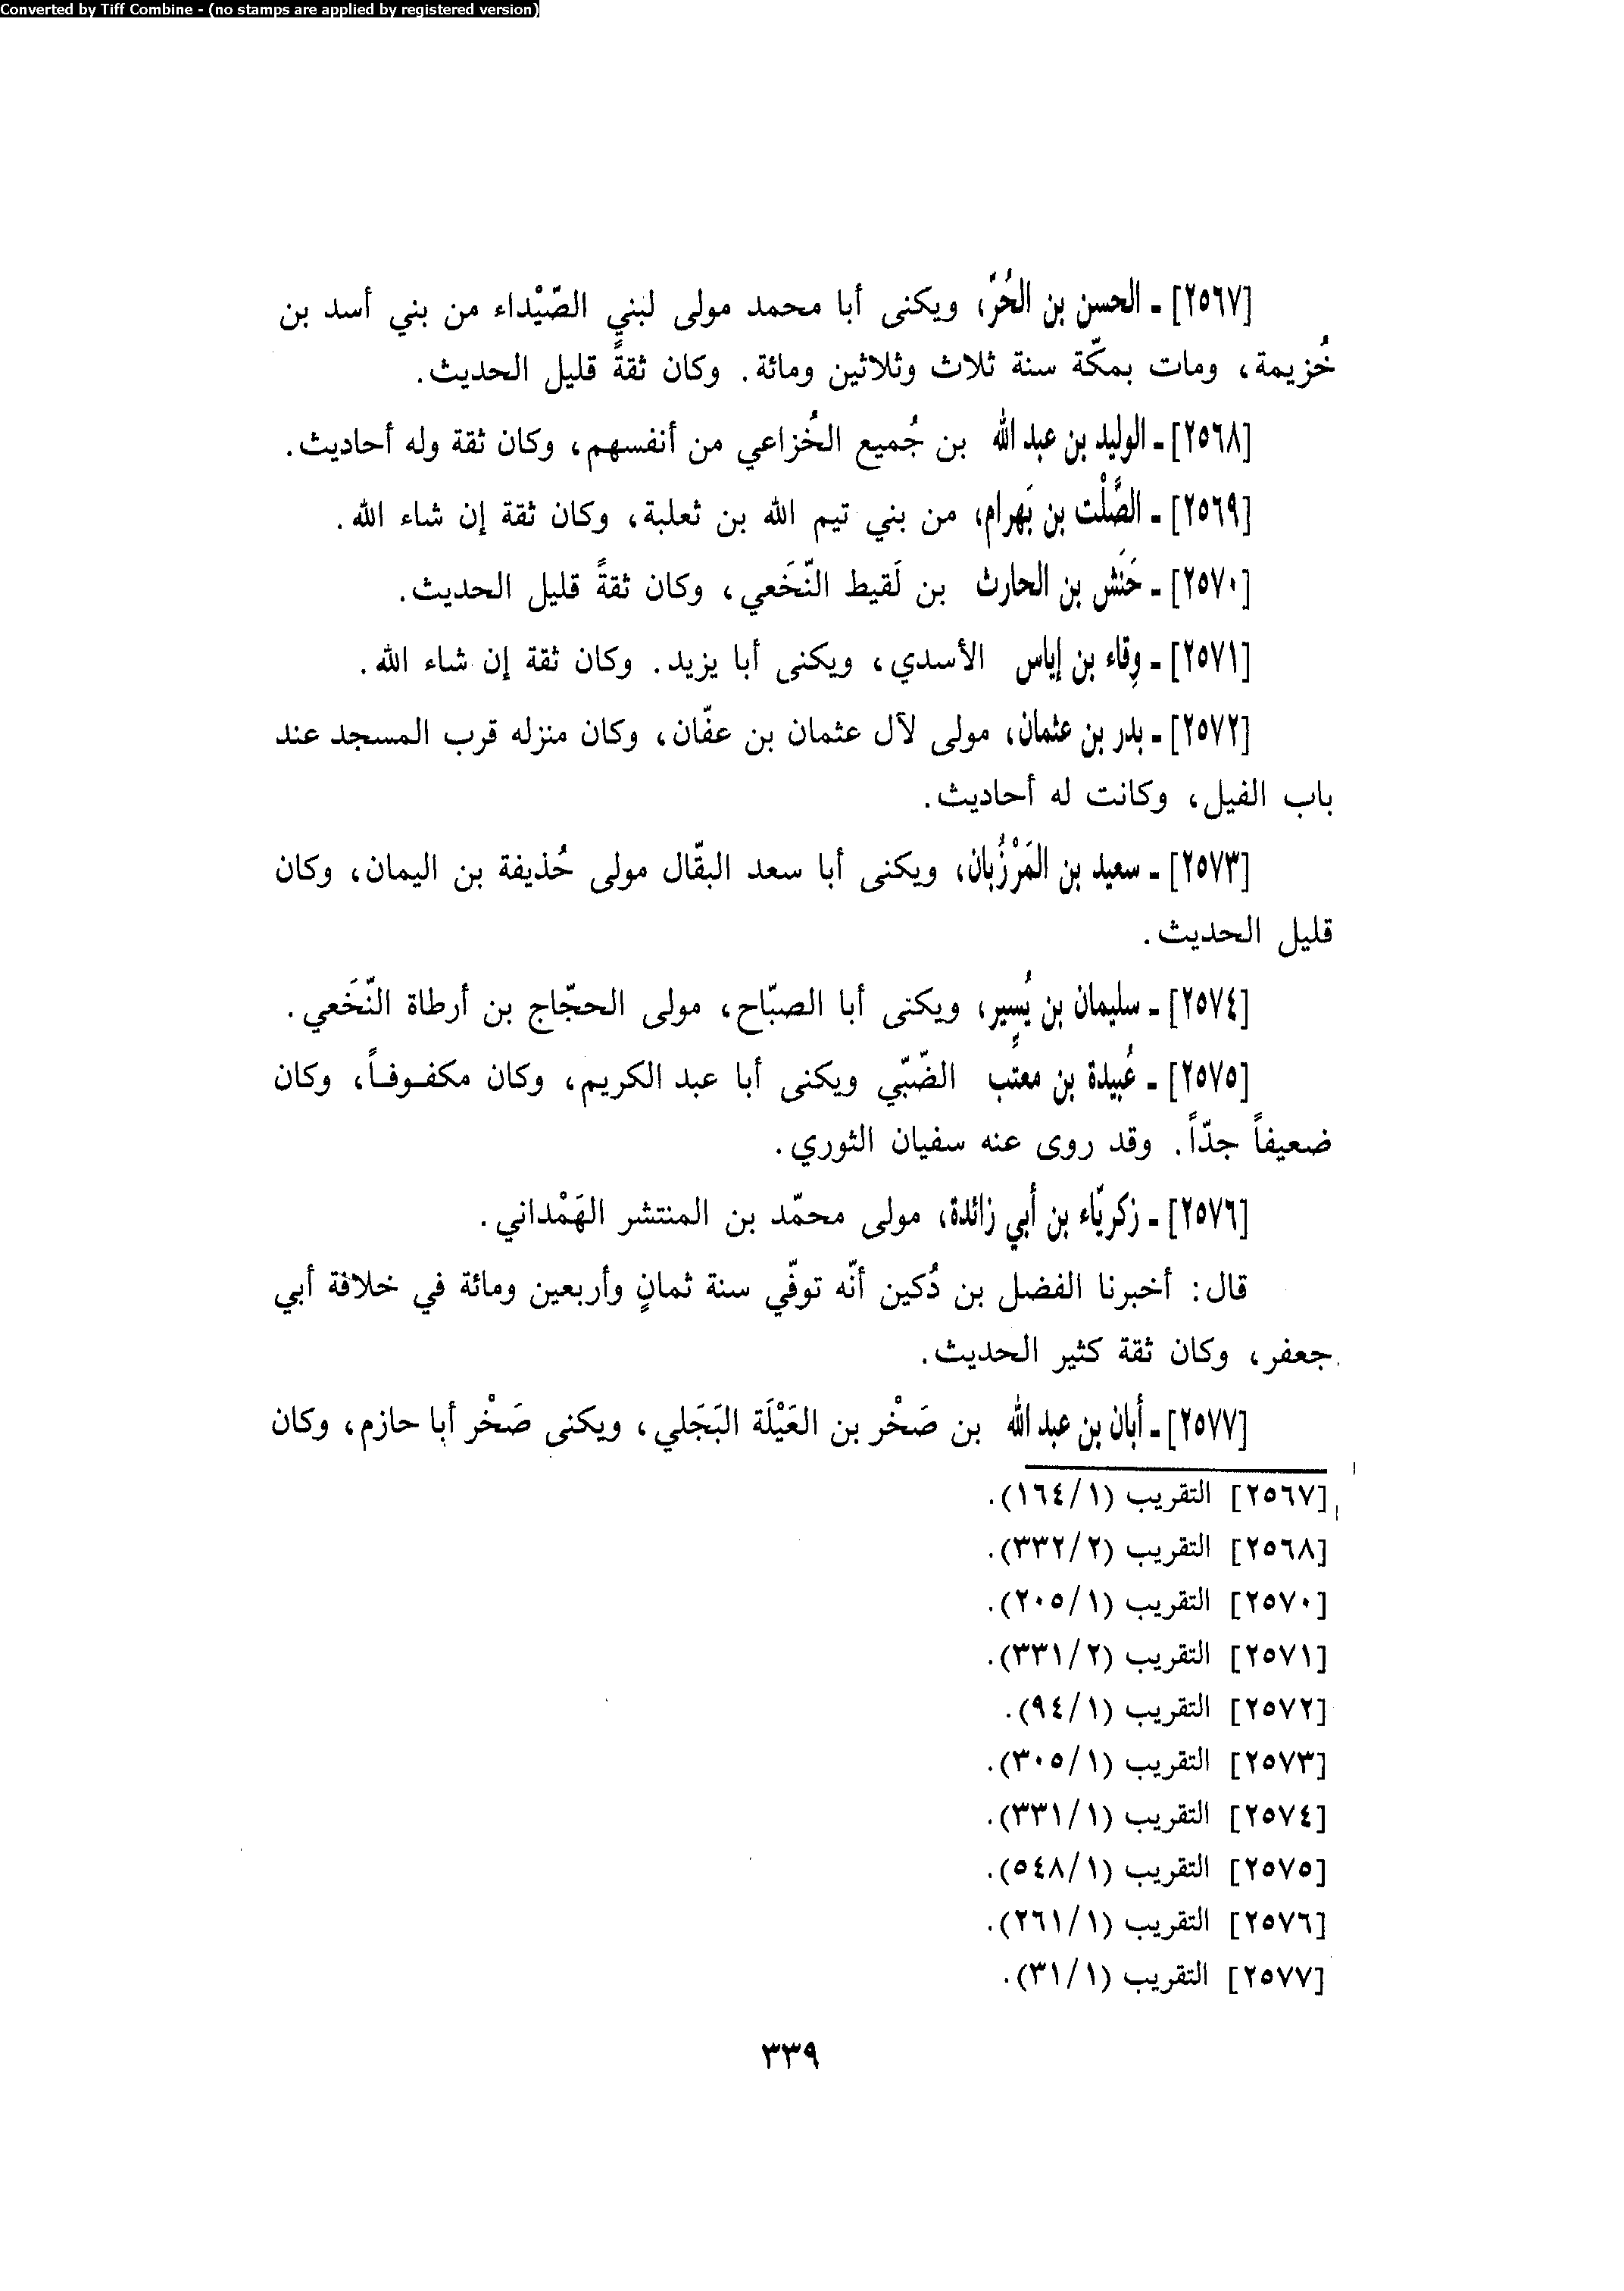 Converted by Tiff Combine - (no stamps are applied by registered version)
[٢٥٦٧] ـ الحسن بن الحُرّ، ويكنى أبا محمد مولى لبني الصّيْداء من بني أسد بن
خُزيمة، ومات بمكّة سنة ثلاث وثلاثين ومائة. وكان ثقةً قليل الحديث.
[٢٥٦٨] ـ الوليد بن عبد الله بن جُميع الخُزاعي من أنفسهم، وكان ثقة وله أحاديث.
[٢٥٦٩] ـ الصَّلْت بن بَهرام، من بني تيم الله بن ثعلبة، وكان ثقة إن شاء الله.
[٢٥٧٠] ـ حَنَش بن الحارث بن لَقيط النّخَعي، وكان ثقةً قليل الحديث.
[٢٥٧١] ـ وِقاء بن إياس الأسدي، ويكنى أبا يزيد. وكان ثقة إن شاء الله.
[٢٥٧٢] ـ بدر بن عثمان، مولى لآل عثمان بن عفّان، وكان منزله قرب المسجد عند
باب الفيل، وكانت له أحاديث.
[٢٥٧٣] ـ سعيد بن المَرْزُبان، ويكنى أبا سعد البقّال مولى حُذيفة بن اليمان، وكان
قليل الحديث.
[٢٥٧٤] ـ سليمان بن يُسير، ويكنى أبا الصبّاح، مولى الحجّاج بن أرطاة النّخَعي.
[٢٥٧٥] ـ عُبيدة بن معتّب الضّبّي ويكنى أبا عبد الكريم، وكان مكفـوفـاً، وكان
ضعيفاً جدّاً. وقد روى عنه سفيان الثوري.
[٢٥٧٦] ـ زكريّاء بن أبي زائدة، مولى محمّد بن المنتشر الهَمْداني.
قال: أخبرنا الفضل بن دُكين أنّه توفّي سنة ثمانٍ وأربعين ومائة في خلافة أبي
جعفر، وكان ثقة كثير الحديث.
[٢٥٧٧] ـ أبان بن عبد الله بن صَخْر بن العَيْلَة البَجَلي، ويكنى صَخْر أبا حازم، وكان
[٢٥٦٧] التقريب (١/١٦٤).
[٢٥٦٨] التقريب (٢/٣٣٢).
[٢٥٧٠] التقريب (١/٢٠٥).
[٢٥٧١] التقريب (٢/٣٣١).
[٢٥٧٢] التقريب (١/٩٤).
[٢٥٧٣] التقريب (١/٣٠٥).
[٢٥٧٤] التقريب (١/٣٣١).
[٢٥٧٥] التقريب (١/٥٤٨).
[٢٥٧٦] التقريب (١/٢٦١).
[٢٥٧٧] التقريب (١/٣١).
٣٣٩